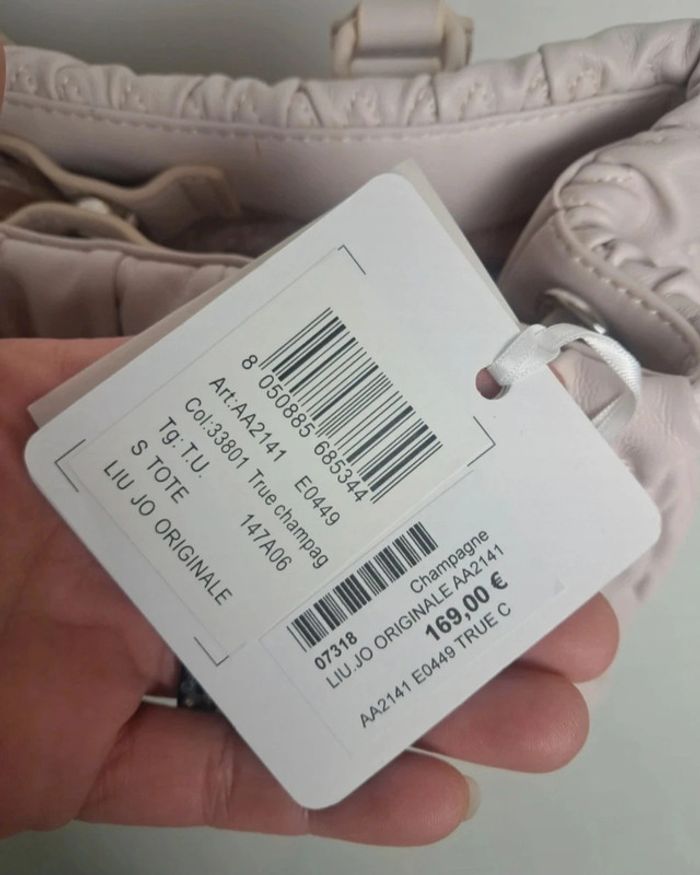 8 050885 685344
Art:AA2141 E0449
Col:33801 True champag
Tg:T.U. 147A06
S TOTE
LIU JO ORIGINALE
07318 Champagne
LIU.JO ORIGINALE AA2141
169,00 €
AA2141 E0449 TRUE C